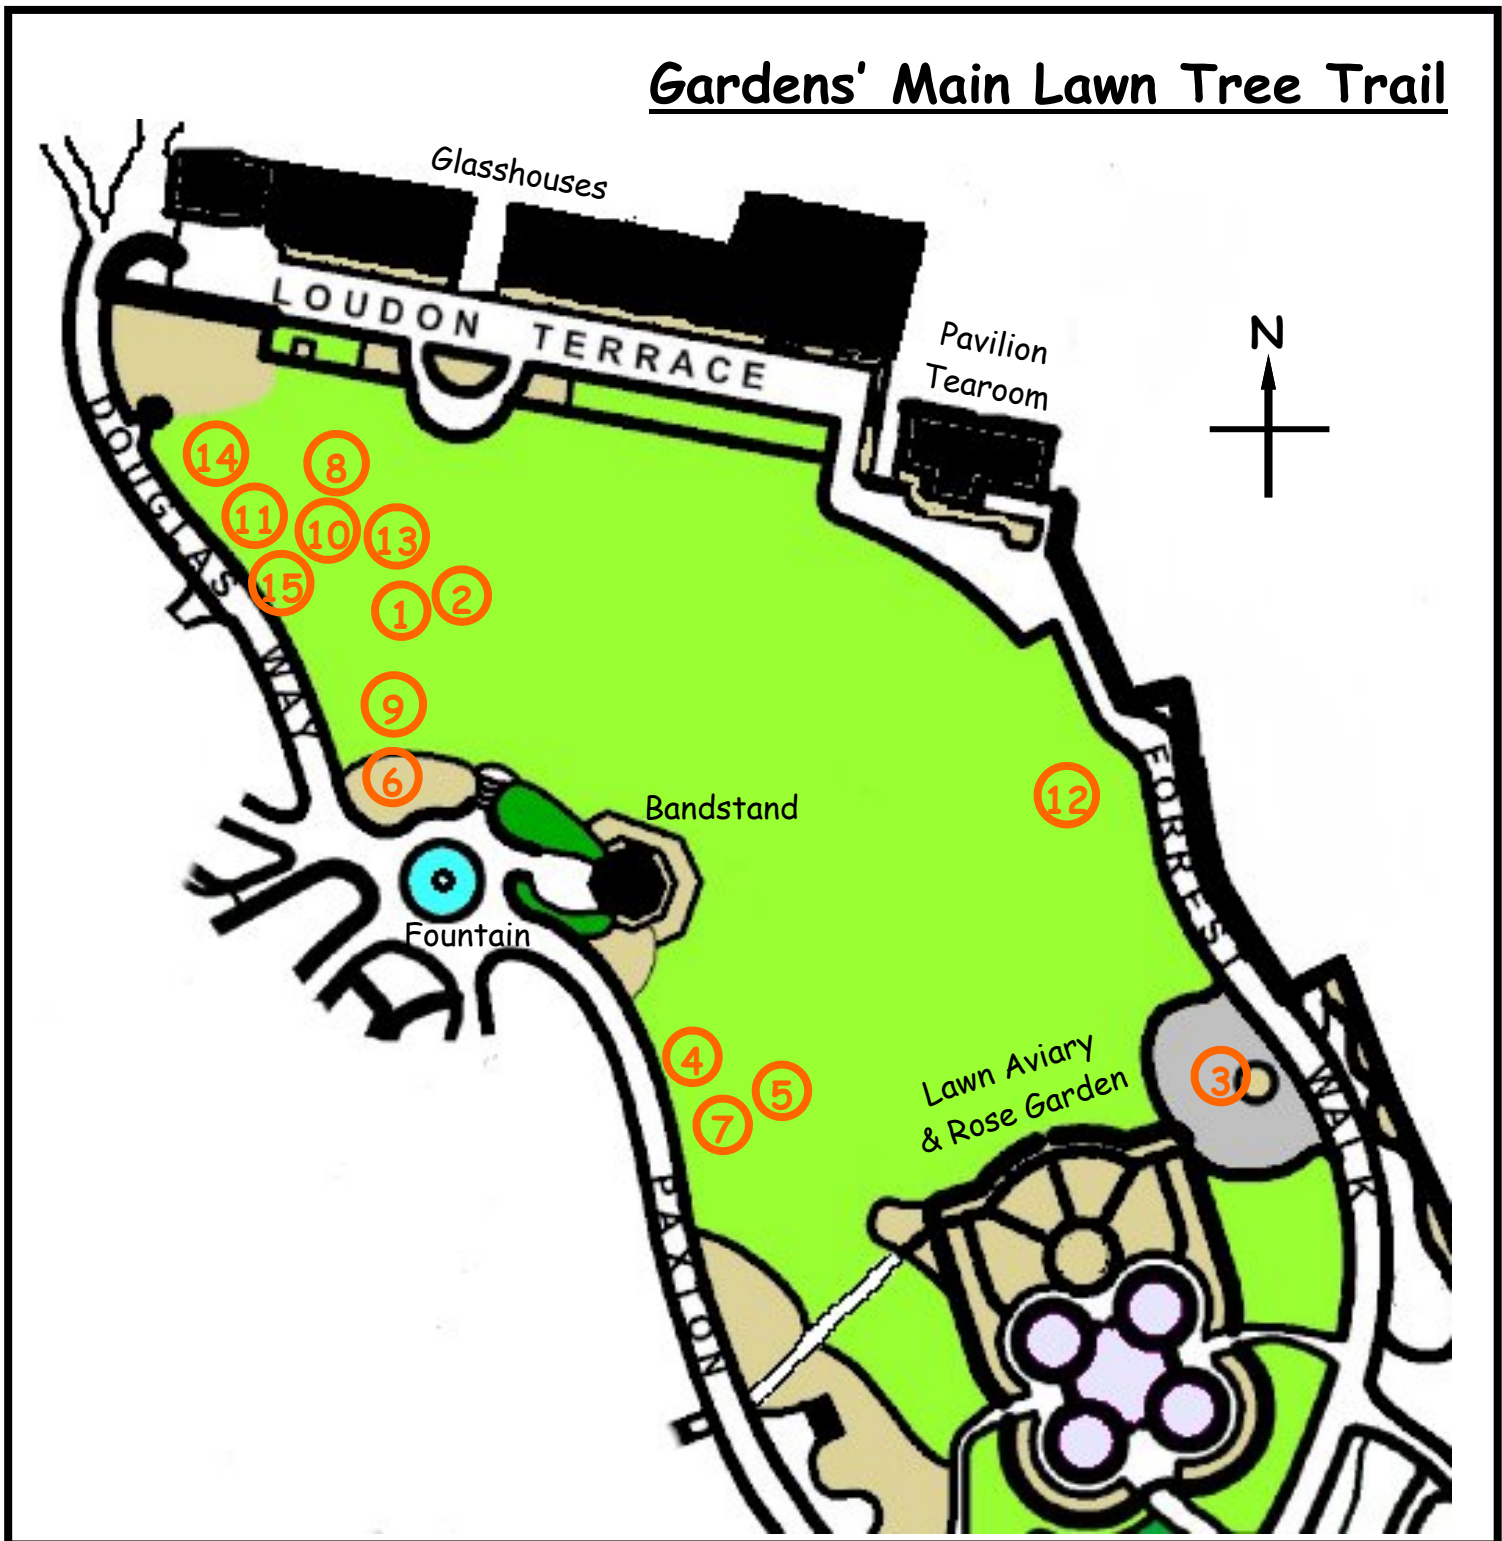 Gardens’ Main Lawn Tree Trail
Glasshouses
LOUDON TERRACE
Pavilion
Tearoom
N
DOUGLAS WAY
14
8
11
10
13
15
1
2
9
6
12
Bandstand
Fountain
FORREST WALK
4
5
7
3
Lawn Aviary
& Rose Garden
PAXTON